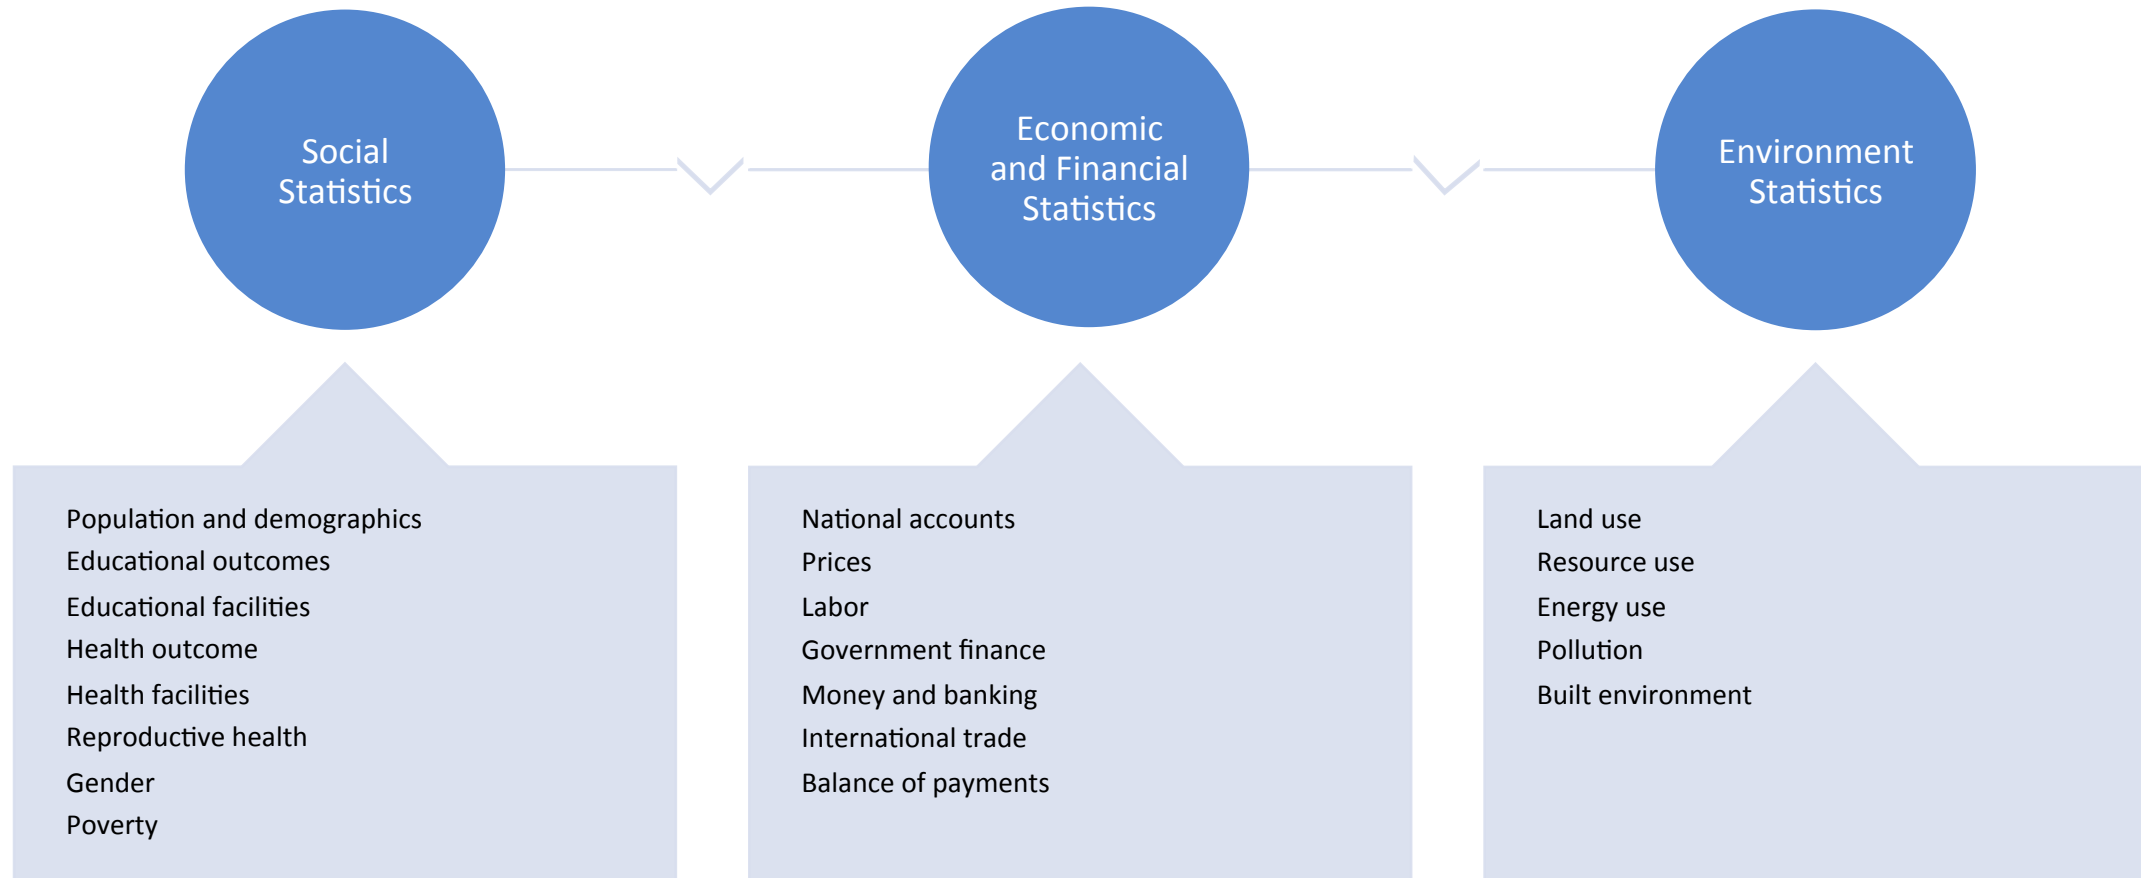 Social
Statistics
Economic
and Financial
Statistics
Environment
Statistics
Population and demographics
Educational outcomes
Educational facilities
Health outcome
Health facilities
Reproductive health
Gender
Poverty
National accounts
Prices
Labor
Government finance
Money and banking
International trade
Balance of payments
Land use
Resource use
Energy use
Pollution
Built environment